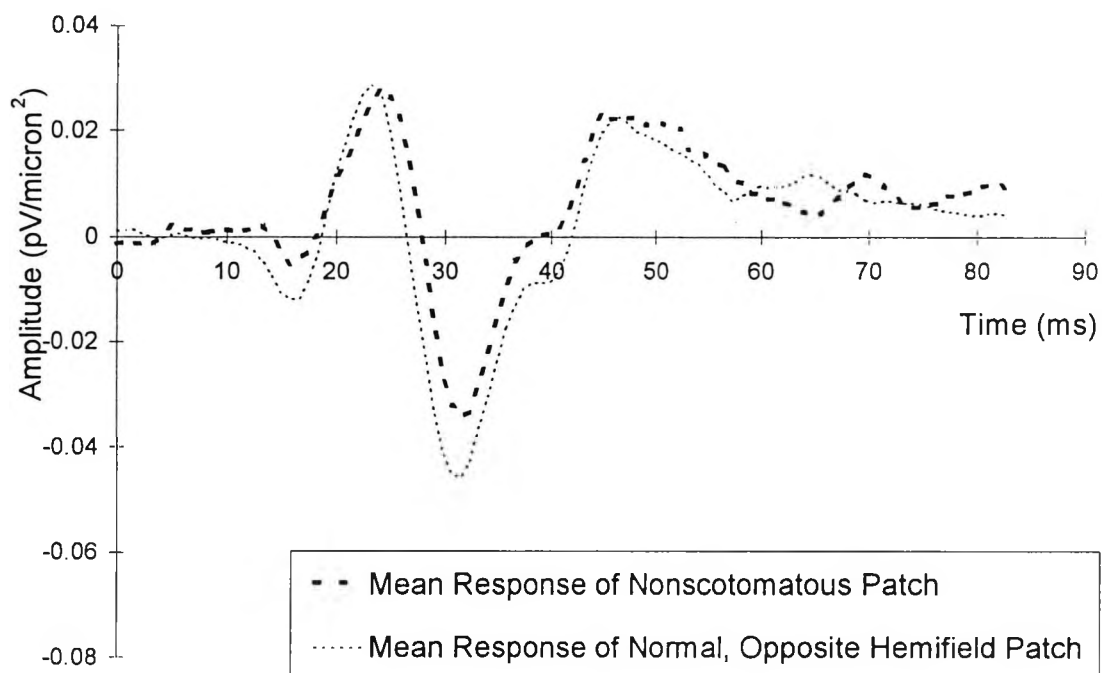 0.04
0.02
0
-0.02
-0.04
-0.06
-0.08
Amplitude (pV/micron²)
0 10 20 30 40 50 60 70 80 90
Time (ms)
Mean Response of Nonscotomatous Patch
Mean Response of Normal, Opposite Hemifield Patch